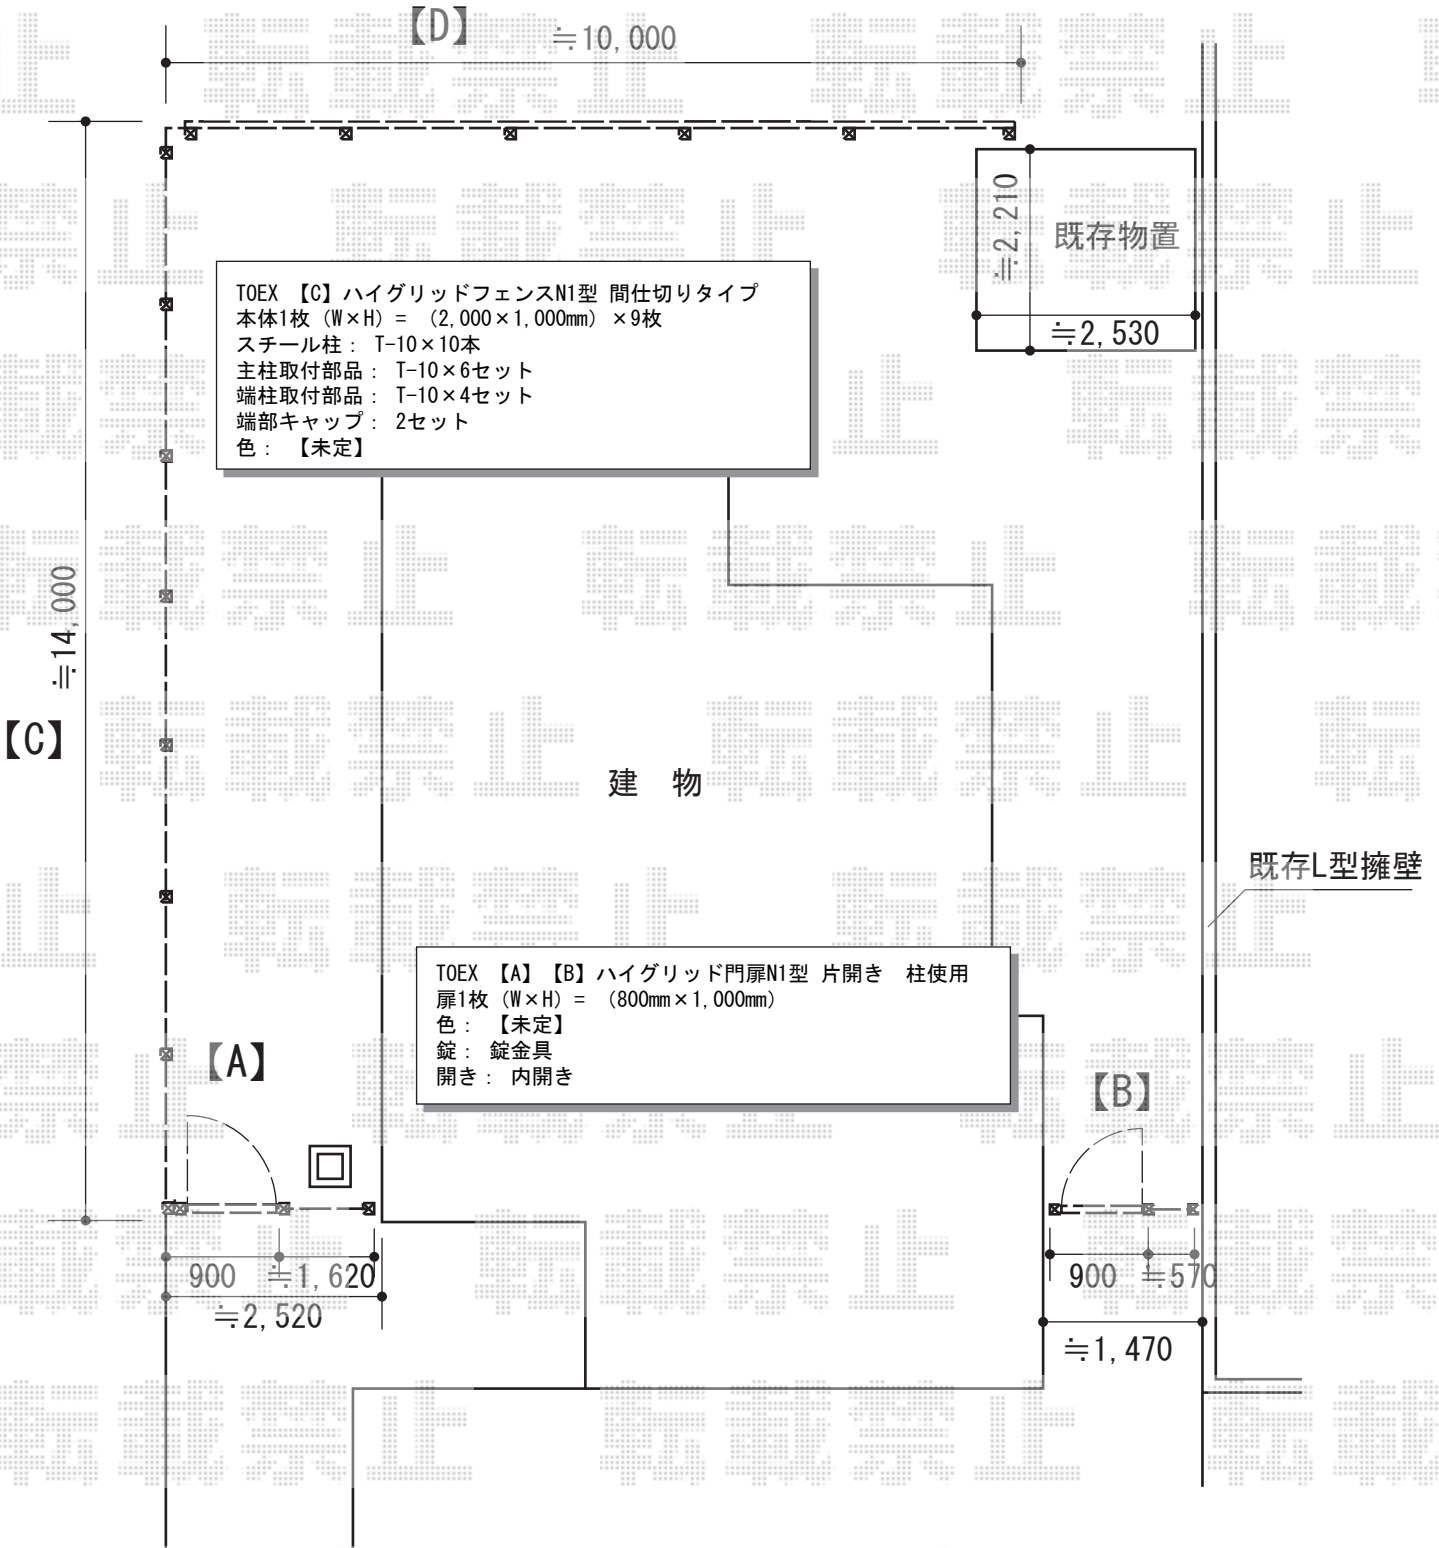 【D】
≒10,000
≒2,210
既存物置
≒2,530
TOEX 【C】ハイグリッドフェンスN1型 間仕切りタイプ
本体1枚(W×H)= (2,000×1,000mm)×9枚
スチール柱: T-10×10本
主柱取付部品: T-10×6セット
端柱取付部品: T-10×4セット
端部キャップ: 2セット
色: 【未定】
≒14,000
【C】
建 物
既存L型擁壁
TOEX 【A】【B】ハイグリッド門扉N1型 片開き 柱使用
扉1枚(W×H)= (800mm×1,000mm)
色: 【未定】
錠: 錠金具
開き: 内開き
【A】
【B】
900 ≒1,620
≒2,520
900 ≒570
≒1,470
転載禁止